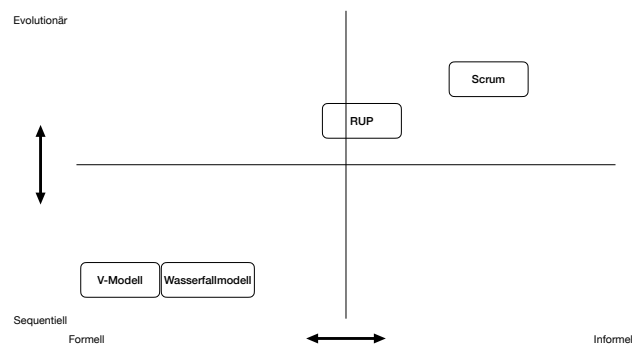 Evolutionär
Scrum
RUP
V-Modell
Wasserfallmodell
Sequentiell
Formell
Informel